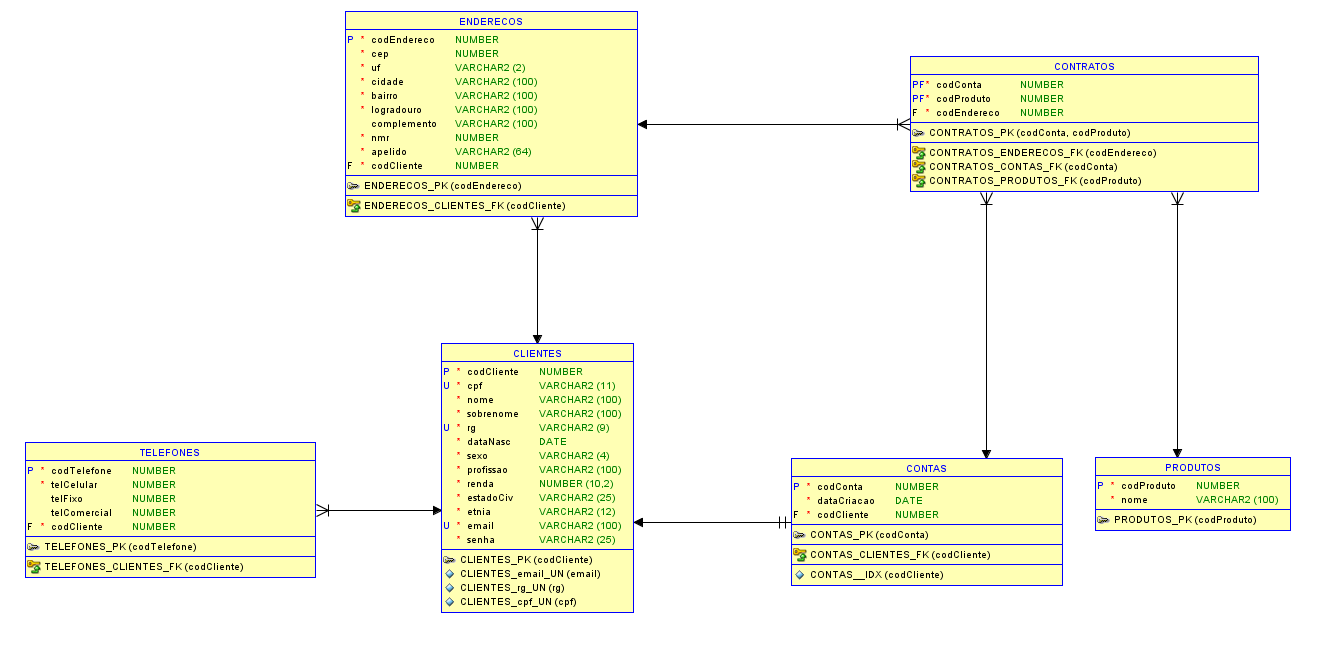 ENDERECOS
P * codEndereco NUMBER
* cep NUMBER
* uf VARCHAR2 (2)
* cidade VARCHAR2 (100)
* bairro VARCHAR2 (100)
* logradouro VARCHAR2 (100)
complemento VARCHAR2 (100)
* nmr NUMBER
* apelido VARCHAR2 (64)
F * codCliente NUMBER
ENDERECOS_PK (codEndereco)
ENDERECOS_CLIENTES_FK (codCliente)
CONTRATOS
PF* codConta NUMBER
PF* codProduto NUMBER
F * codEndereco NUMBER
CONTRATOS_PK (codConta, codProduto)
CONTRATOS_ENDERECOS_FK (codEndereco)
CONTRATOS_CONTAS_FK (codConta)
CONTRATOS_PRODUTOS_FK (codProduto)
CLIENTES
P * codCliente NUMBER
U * cpf VARCHAR2 (11)
* nome VARCHAR2 (100)
* sobrenome VARCHAR2 (100)
U * rg VARCHAR2 (9)
* dataNasc DATE
* sexo VARCHAR2 (4)
* profissao VARCHAR2 (100)
* renda NUMBER (10,2)
* estadoCiv VARCHAR2 (25)
* etnia VARCHAR2 (12)
U * email VARCHAR2 (100)
* senha VARCHAR2 (25)
CLIENTES_PK (codCliente)
CLIENTES_email_UN (email)
CLIENTES_rg_UN (rg)
CLIENTES_cpf_UN (cpf)
TELEFONES
P * codTelefone NUMBER
* telCelular NUMBER
telFixo NUMBER
telComercial NUMBER
F * codCliente NUMBER
TELEFONES_PK (codTelefone)
TELEFONES_CLIENTES_FK (codCliente)
CONTAS
P * codConta NUMBER
* dataCriacao DATE
F * codCliente NUMBER
CONTAS_PK (codConta)
CONTAS_CLIENTES_FK (codCliente)
CONTAS__IDX (codCliente)
PRODUTOS
P * codProduto NUMBER
* nome VARCHAR2 (100)
PRODUTOS_PK (codProduto)